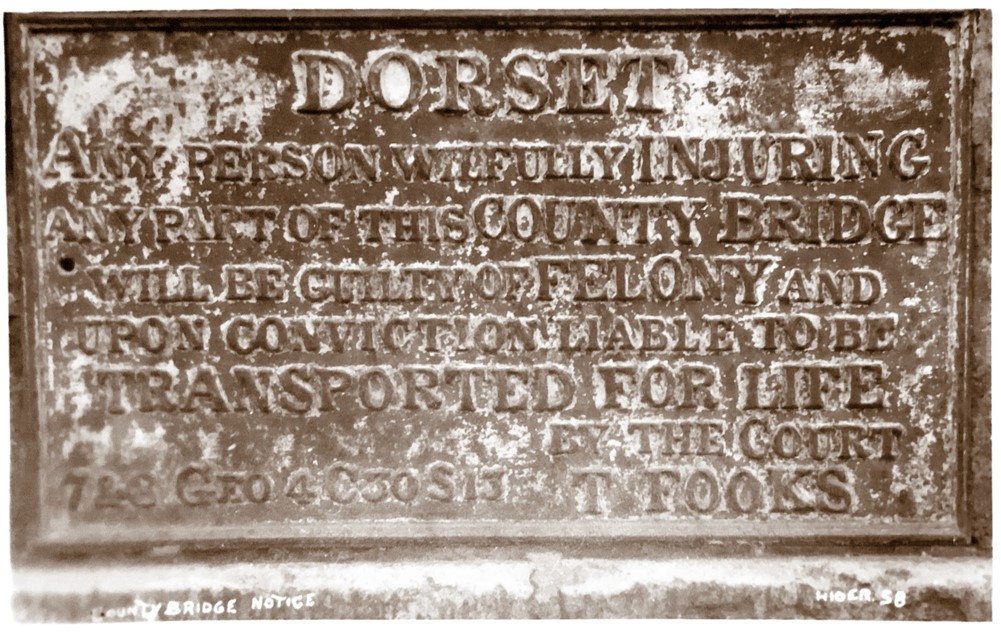 DORSET
ANY PERSON WILFULLY INJURING
ANY PART OF THIS COUNTY BRIDGE
WILL BE GUILTY OF FELONY AND
UPON CONVICTION LIABLE TO BE
TRANSPORTED FOR LIFE
BY THE COURT
7 & 8 GEO 4 C 30 S 13 T FOOKS
COUNTY BRIDGE NOTICE HIDER. 58